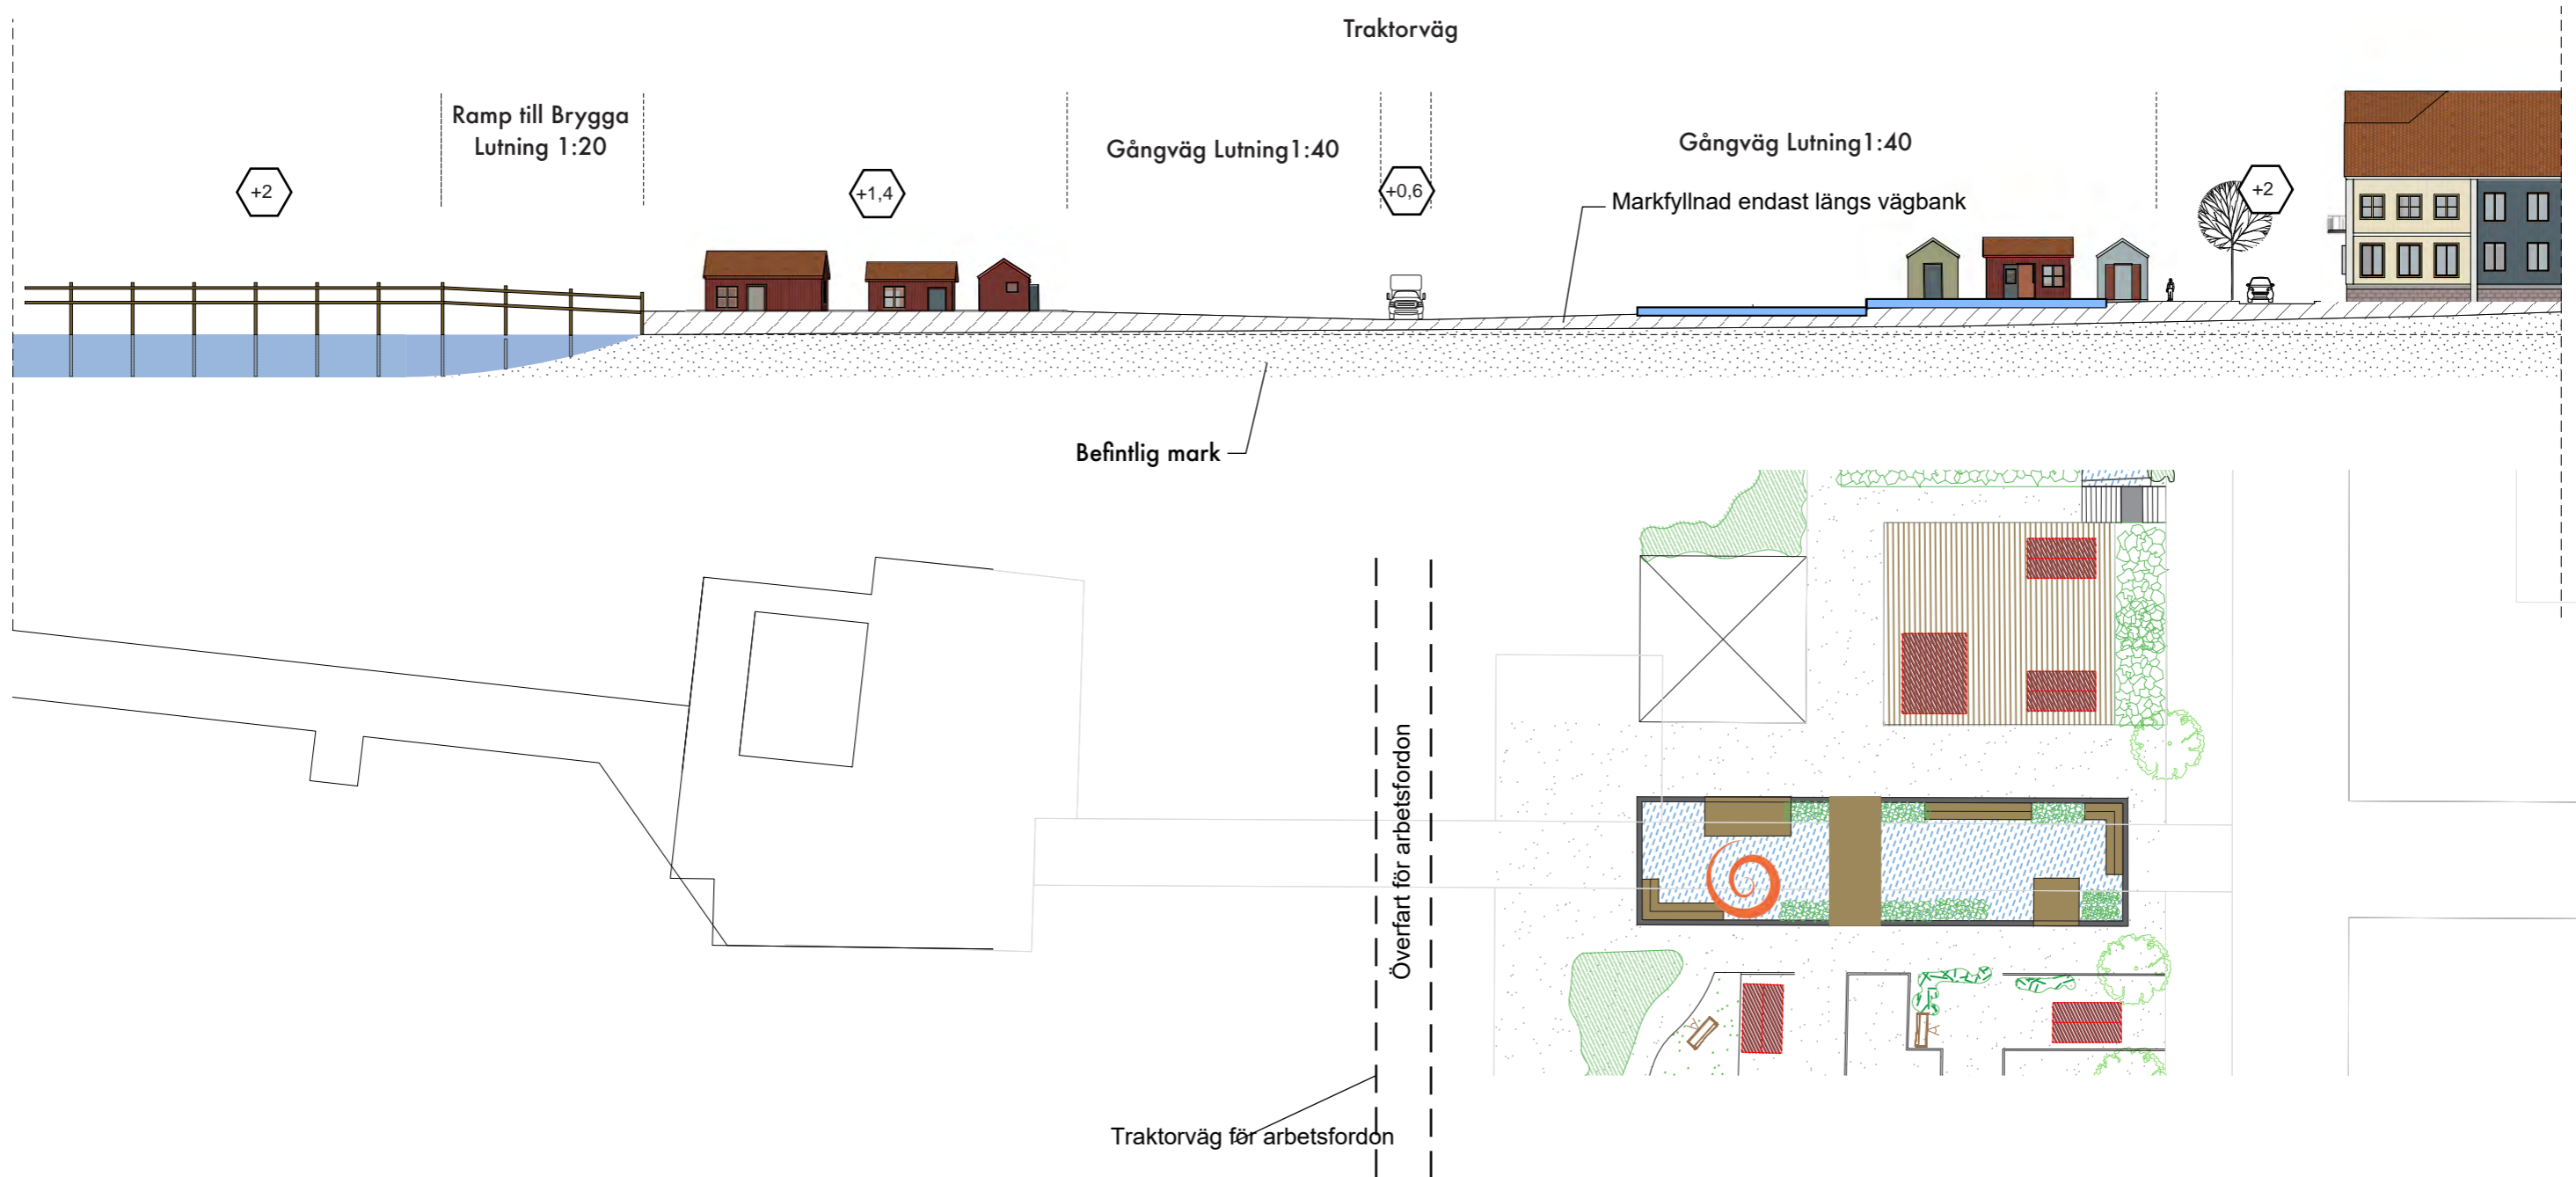 Traktorväg
Ramp till Brygga
Lutning 1:20
Gångväg Lutning1:40
Gångväg Lutning1:40
+2
+1,4
+0,6
+2
Markfyllnad endast längs vägbank
Befintlig mark
Överfart för arbetsfordon
Traktorväg för arbetsfordon